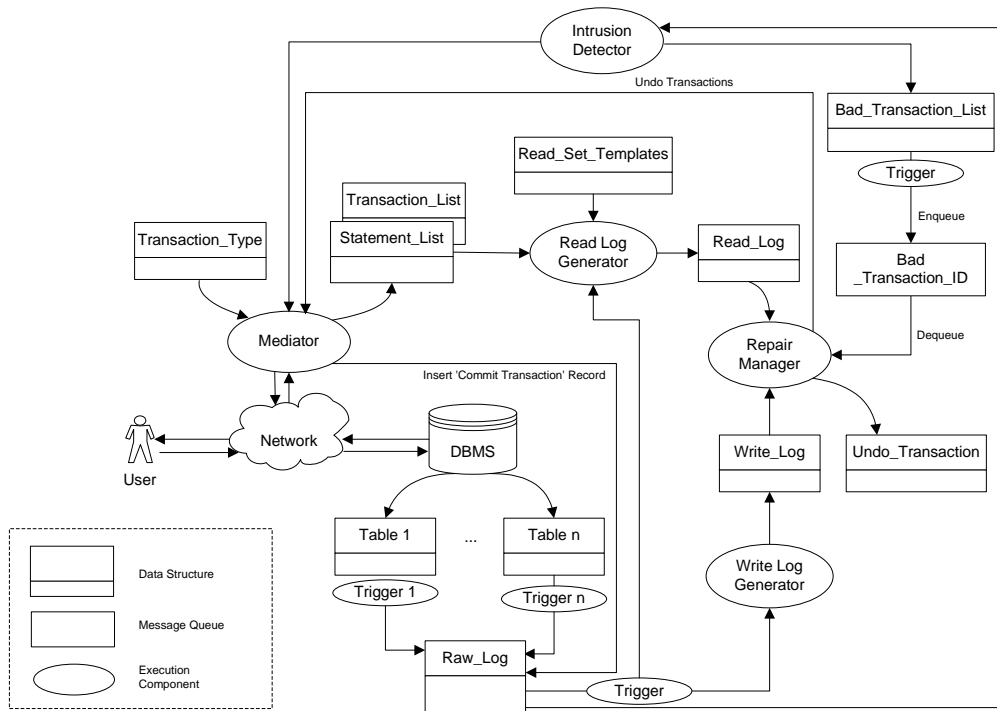 Intrusion
Detector
Undo Transactions
Bad_Transaction_List
Trigger
Read_Set_Templates
Transaction_List
Statement_List
Transaction_Type
Enqueue
Read Log
Generator
Read_Log
Bad
_Transaction_ID
Mediator
Dequeue
Repair
Manager
Insert 'Commit Transaction' Record
Network
DBMS
User
Write_Log
Undo_Transaction
Table 1
...
Table n
Trigger 1
Trigger n
Write Log
Generator
Data Structure
Message Queue
Execution
Component
Raw_Log
Trigger